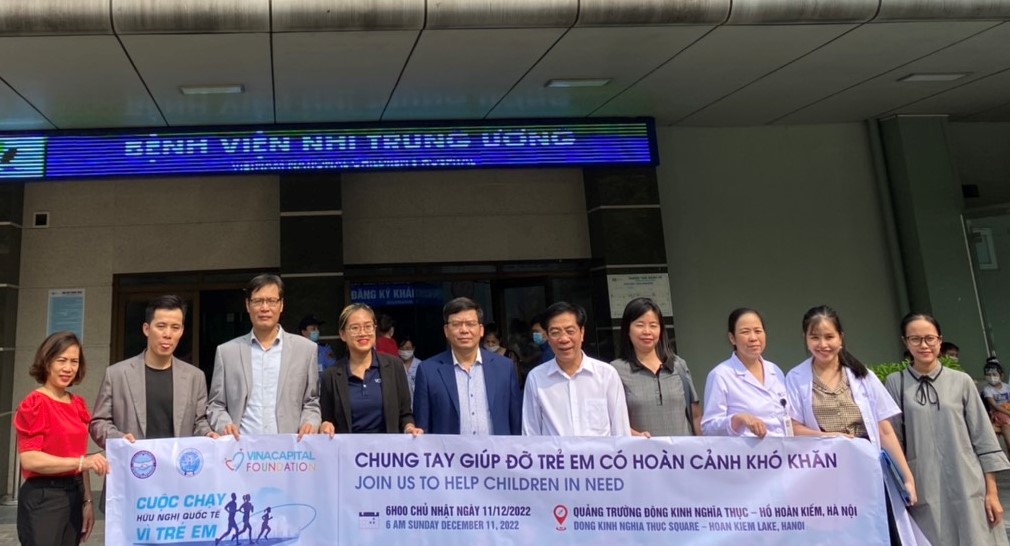 BỆNH VIỆN NHI TRUNG ƯƠNG
ĐĂNG KÝ KHÁM
VINACAPITAL
FOUNDATION
CUỘC CHẠY
HỮU NGHỊ QUỐC TẾ
VÌ TRẺ EM
CHUNG TAY GIÚP ĐỠ TRẺ EM CÓ HOÀN CẢNH KHÓ KHĂN
JOIN US TO HELP CHILDREN IN NEED
6H00 CHỦ NHẬT NGÀY 11/12/2022
6 AM SUNDAY DECEMBER 11, 2022
QUẢNG TRƯỜNG ĐÔNG KINH NGHĨA THỤC – HỒ HOÀN KIẾM, HÀ NỘI
DONG KINH NGHIA THUC SQUARE – HOAN KIEM LAKE, HANOI